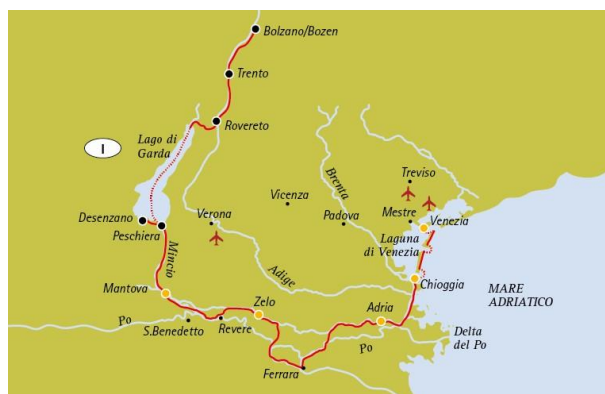 Bolzano/Bozen
Trento
Rovereto
Lago di
Garda
I
Treviso
Brenta
Vicenza
Padova
Mestre
Venezia
Verona
Desenzano
Peschiera
Laguna
di Venezia
Mincio
Adige
Chioggia
MARE
ADRIATICO
Mantova
Zelo
Adria
Po
S.Benedetto
Revere
Po
Delta
del Po
Ferrara